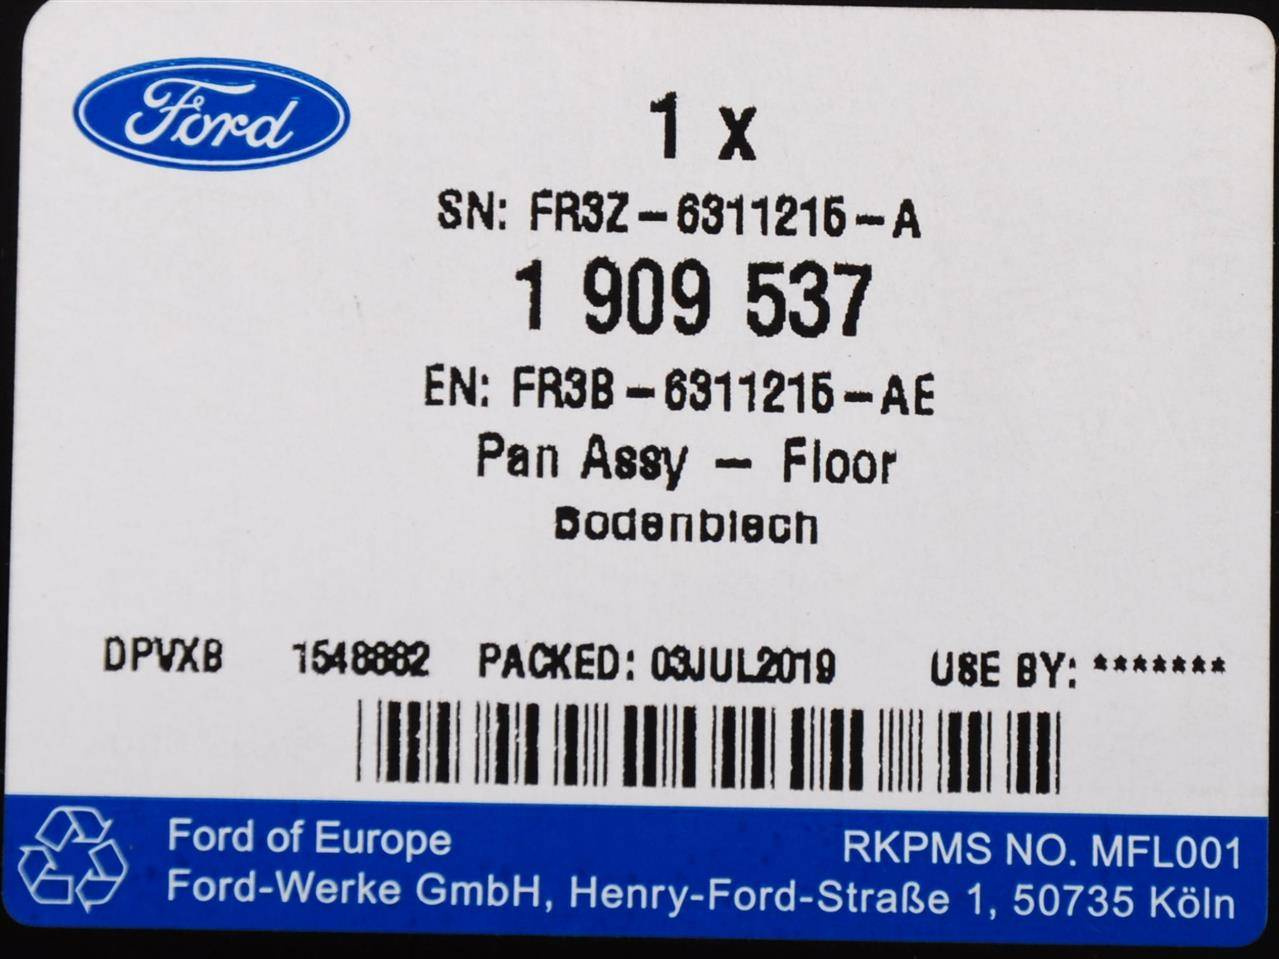 Ford
1 x
SN: FR3Z-6311215-A
1 909 537
EN: FR3B-6311215-AE
Pan Assy - Floor
Bodenblech
DPVXB 1548882 PACKED: 03JUL2019 USE BY: *******
Ford of Europe RKPMS NO. MFL001
Ford-Werke GmbH, Henry-Ford-Straße 1, 50735 Köln